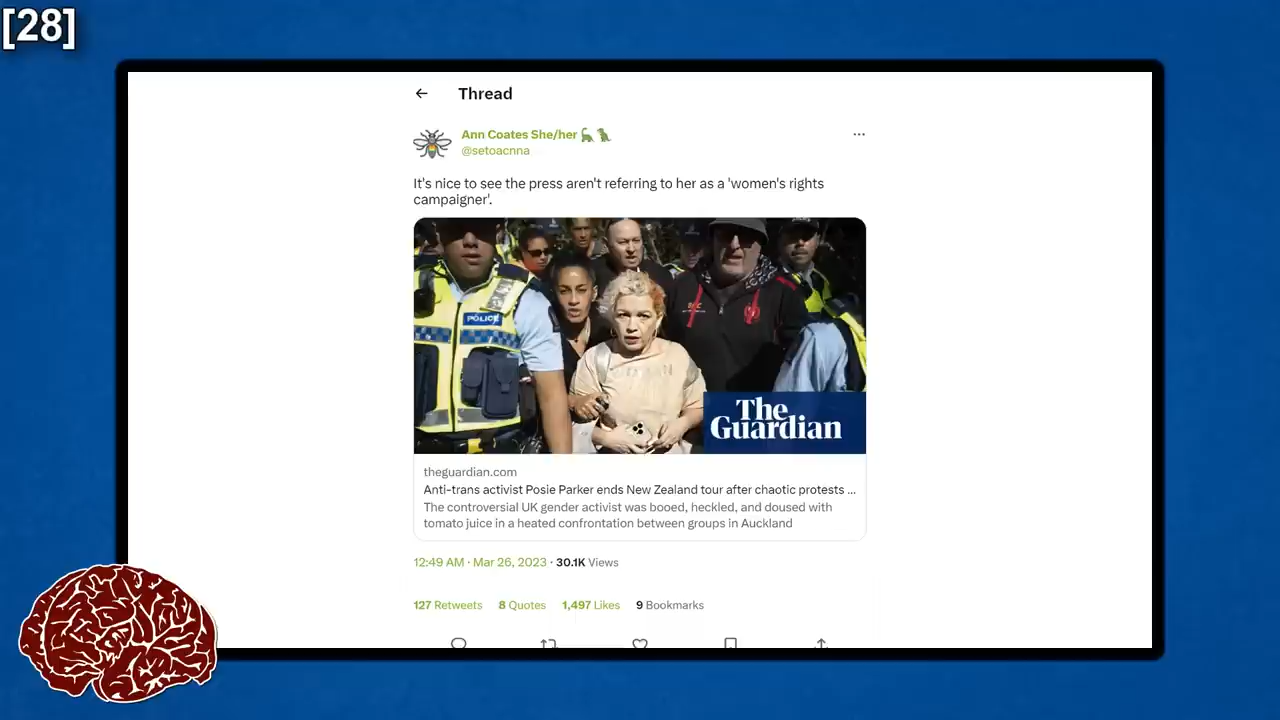 [28]
Thread
Ann Coates She/her 🦕🦖
@setoacnna
It's nice to see the press aren't referring to her as a 'women's rights
campaigner'.
POLICE
The
Guardian
theguardian.com
Anti-trans activist Posie Parker ends New Zealand tour after chaotic protests ...
The controversial UK gender activist was booed, heckled, and doused with
tomato juice in a heated confrontation between groups in Auckland
12:49 AM · Mar 26, 2023 · 30.1K Views
127 Retweets 8 Quotes 1,497 Likes 9 Bookmarks